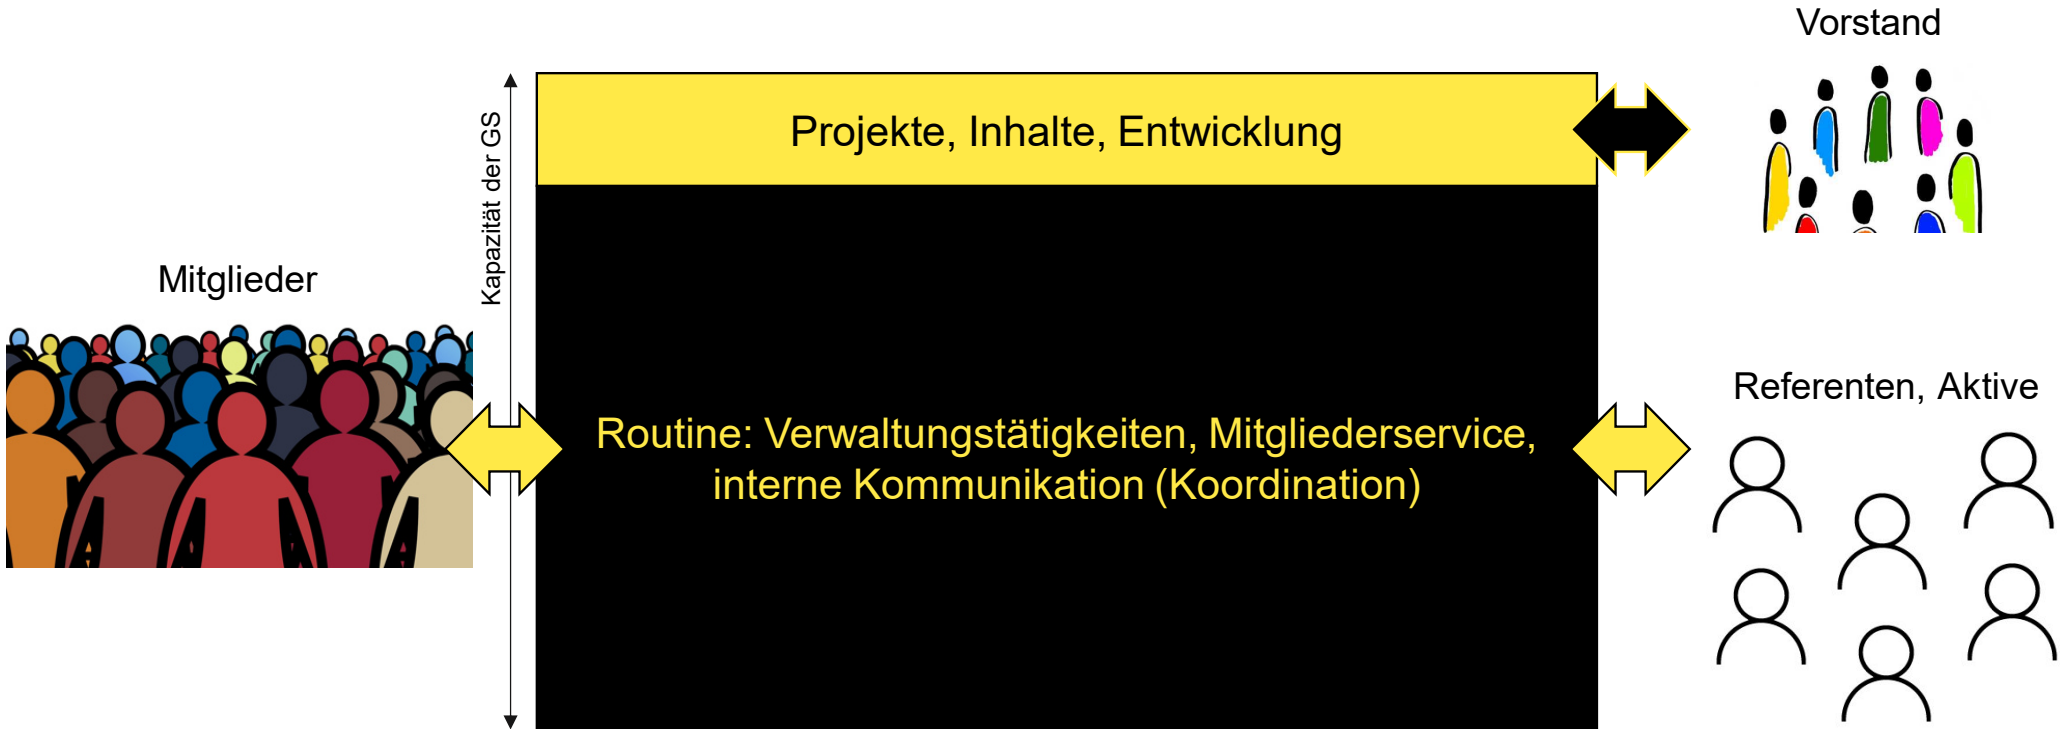 Vorstand
Projekte, Inhalte, Entwicklung
Kapazität der GS
Mitglieder
Referenten, Aktive
Routine: Verwaltungstätigkeiten, Mitgliederservice,
interne Kommunikation (Koordination)